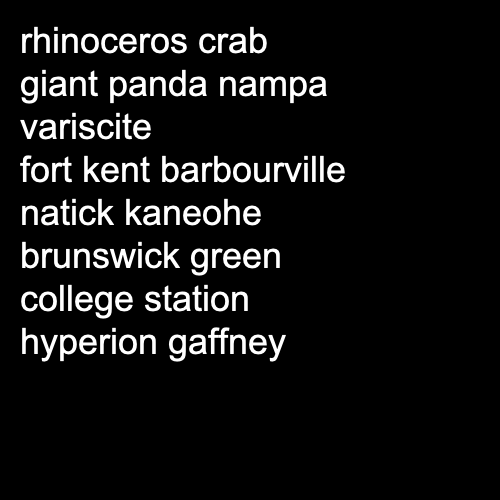 rhinoceros crab
giant panda nampa
variscite
fort kent barbourville
natick kaneohe
brunswick green
college station
hyperion gaffney